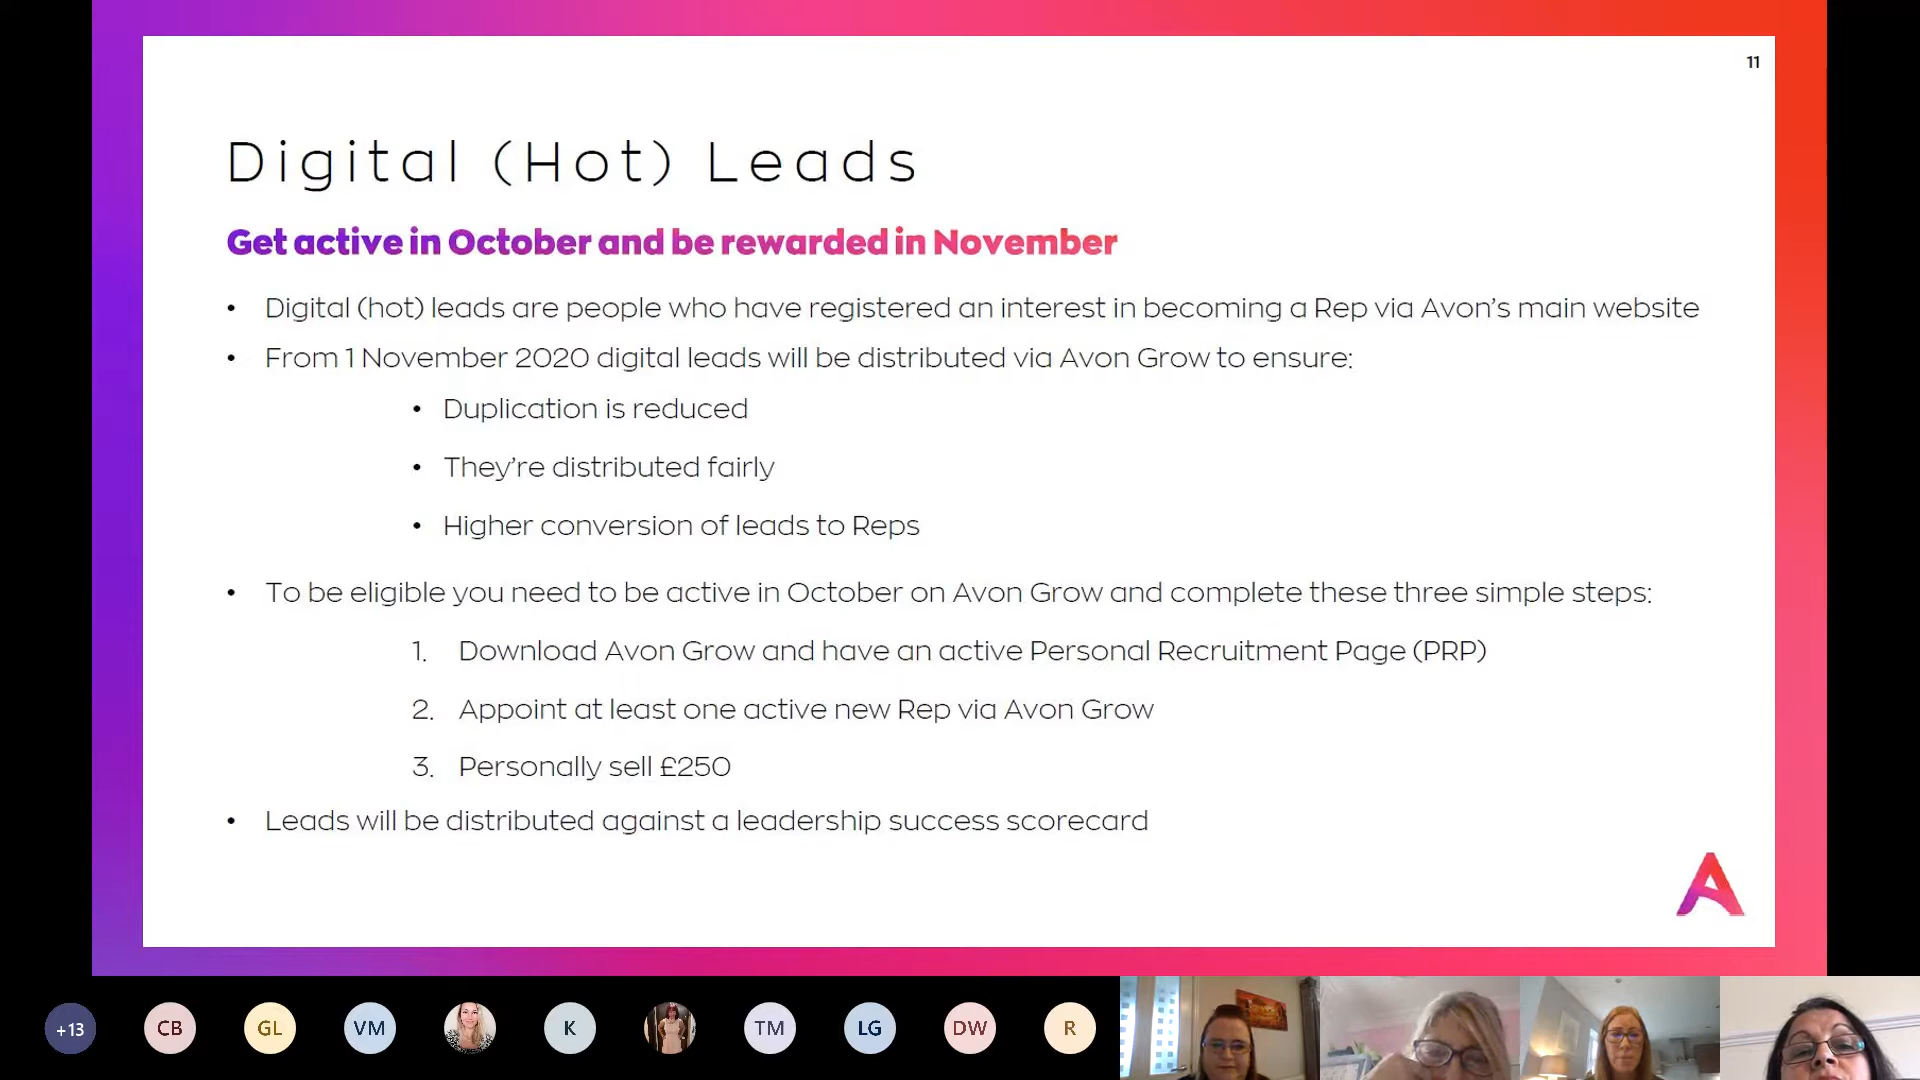 11
Digital (Hot) Leads
Get active in October and be rewarded in November
• Digital (hot) leads are people who have registered an interest in becoming a Rep via Avon’s main website
• From 1 November 2020 digital leads will be distributed via Avon Grow to ensure:
• Duplication is reduced
• They’re distributed fairly
• Higher conversion of leads to Reps
• To be eligible you need to be active in October on Avon Grow and complete these three simple steps:
1. Download Avon Grow and have an active Personal Recruitment Page (PRP)
2. Appoint at least one active new Rep via Avon Grow
3. Personally sell £250
• Leads will be distributed against a leadership success scorecard
A
+13 CB GL VM K TM LG DW R